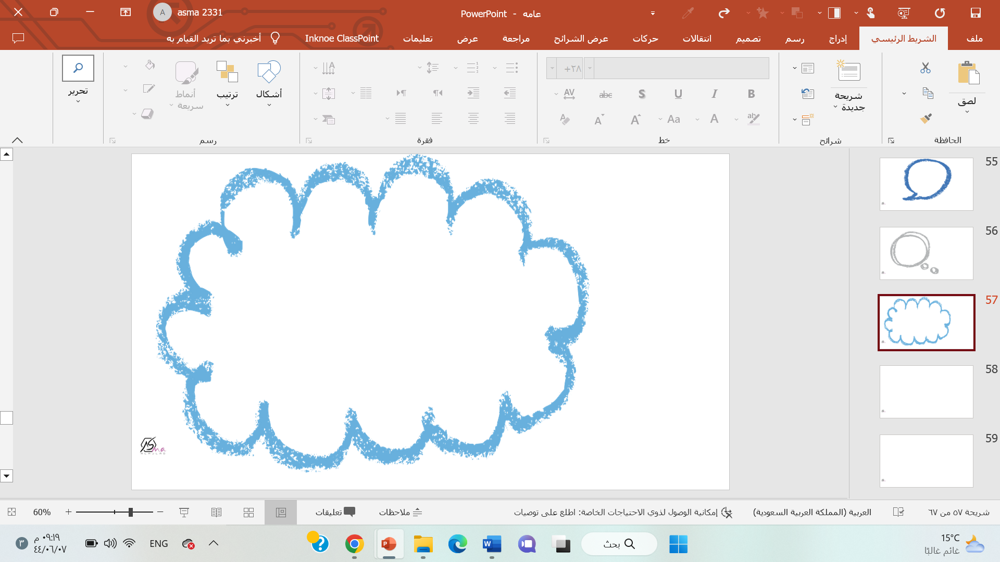 asma 2331
عامه - PowerPoint
ملف
الشريط الرئيسي
إدراج
رسم
تصميم
انتقالات
حركات
عرض الشرائح
مراجعة
عرض
تعليمات
Inknoe ClassPoint
أخبرني بما تريد القيام به
لصق
الحافظة
شريحة
جديدة
شرائح
+٢٨
خط
فقرة
أشكال
ترتيب
أنماط
سريعة
رسم
تحرير
55
56
57
58
59
شريحة ٥٧ من ٦٧
العربية (المملكة العربية السعودية)
إمكانية الوصول لذوي الاحتياجات الخاصة: اطلع على توصيات
ملاحظات
تعليقات
60%
15°C
غائم غالبًا
بحث
ENG
٠٩:١٩ م
٤٤/٠٦/٠٧
٣